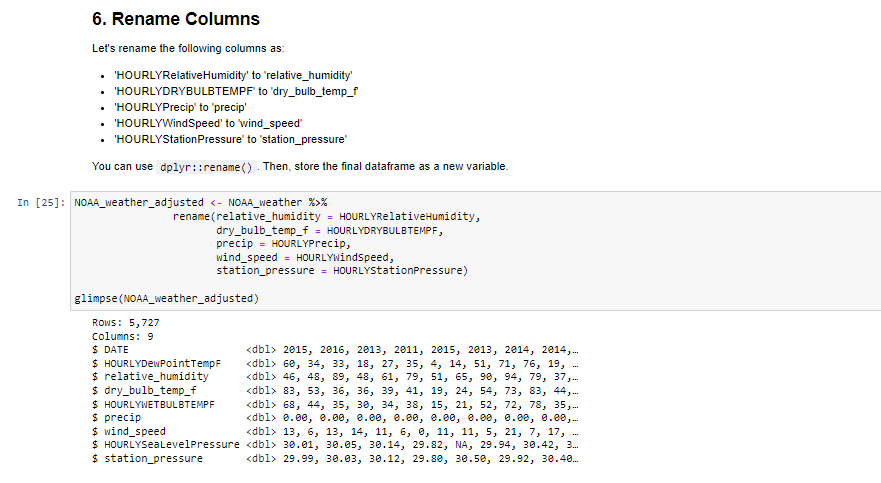 6. Rename Columns
Let's rename the following columns as:
• 'HOURLYRelativeHumidity' to 'relative_humidity'
• 'HOURLYDRYBULBTEMPF' to 'dry_bulb_temp_f'
• 'HOURLYPrecip' to 'precip'
• 'HOURLYWindSpeed' to 'wind_speed'
• 'HOURLYStationPressure' to 'station_pressure'
You can use dplyr::rename() . Then, store the final dataframe as a new variable.
In [25]: NOAA_weather_adjusted <- NOAA_weather %>%
rename(relative_humidity = HOURLYRelativeHumidity,
dry_bulb_temp_f = HOURLYDRYBULBTEMPF,
precip = HOURLYPrecip,
wind_speed = HOURLYWindSpeed,
station_pressure = HOURLYStationPressure)
glimpse(NOAA_weather_adjusted)
Rows: 5,727
Columns: 9
$ DATE <dbl> 2015, 2016, 2013, 2011, 2015, 2013, 2014, 2014,…
$ HOURLYDewPointTempF <dbl> 60, 34, 33, 18, 27, 35, 4, 14, 51, 71, 76, 19, …
$ relative_humidity <dbl> 46, 48, 89, 48, 61, 79, 51, 65, 90, 94, 79, 37,…
$ dry_bulb_temp_f <dbl> 83, 53, 36, 36, 39, 41, 19, 24, 54, 73, 83, 44,…
$ HOURLYWETBULBTEMPF <dbl> 68, 44, 35, 30, 34, 38, 15, 21, 52, 72, 78, 35,…
$ precip <dbl> 0.00, 0.00, 0.00, 0.00, 0.00, 0.00, 0.00, 0.00,…
$ wind_speed <dbl> 13, 6, 13, 14, 11, 6, 0, 11, 11, 5, 21, 7, 17, …
$ HOURLYSeaLevelPressure <dbl> 30.01, 30.05, 30.14, 29.82, NA, 29.94, 30.42, 3…
$ station_pressure <dbl> 29.99, 30.03, 30.12, 29.80, 30.50, 29.92, 30.40…